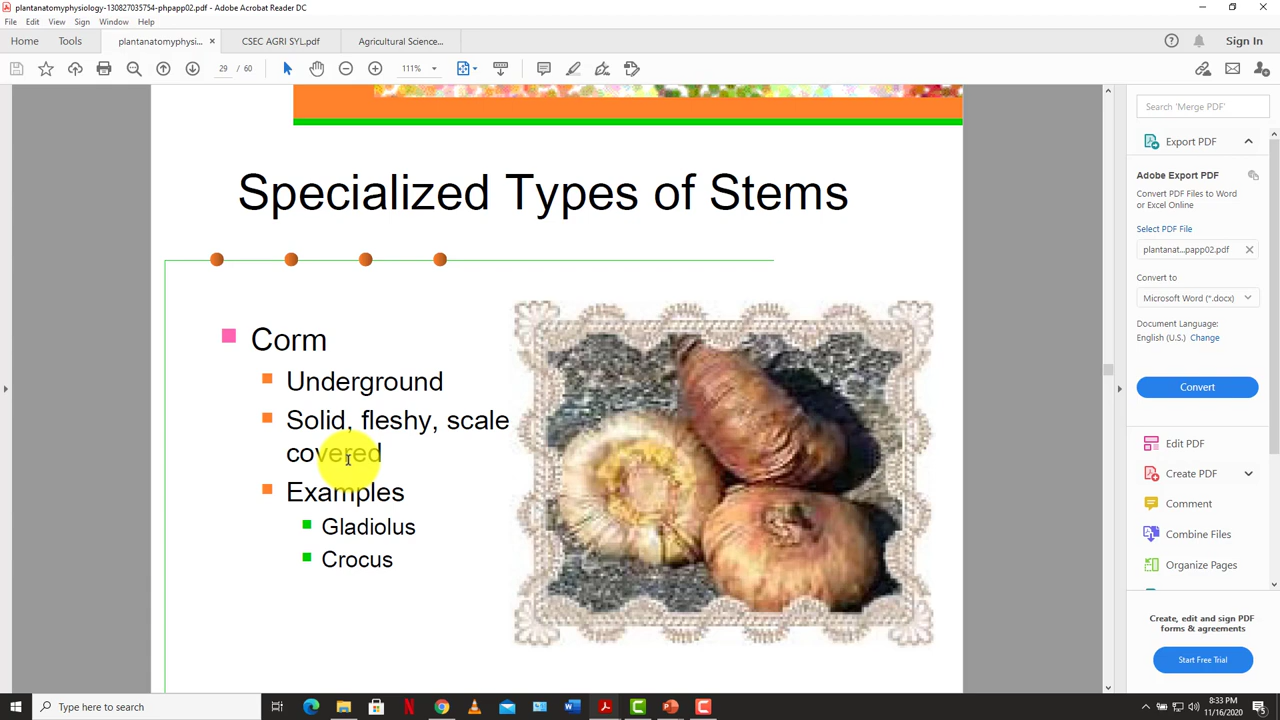 plantanatomyphysiology-130827035754-phpapp02.pdf - Adobe Acrobat Reader DC
File Edit View Sign Window Help
Home Tools plantanatomyphysi... × CSEC AGRI SYL.pdf Agricultural Science... Sign In
29 / 60 111%
Search 'Merge PDF'
Export PDF
Adobe Export PDF
Convert PDF Files to Word
or Excel Online
Select PDF File
plantanat...papp02.pdf
Convert to
Microsoft Word (*.docx)
Document Language:
English (U.S.) Change
Convert
Edit PDF
Create PDF
Comment
Combine Files
Organize Pages
Create, edit and sign PDF
forms & agreements
Start Free Trial
Specialized Types of Stems
Corm
Underground
Solid, fleshy, scale
covered
Examples
Gladiolus
Crocus
Type here to search
8:33 PM
11/16/2020
5